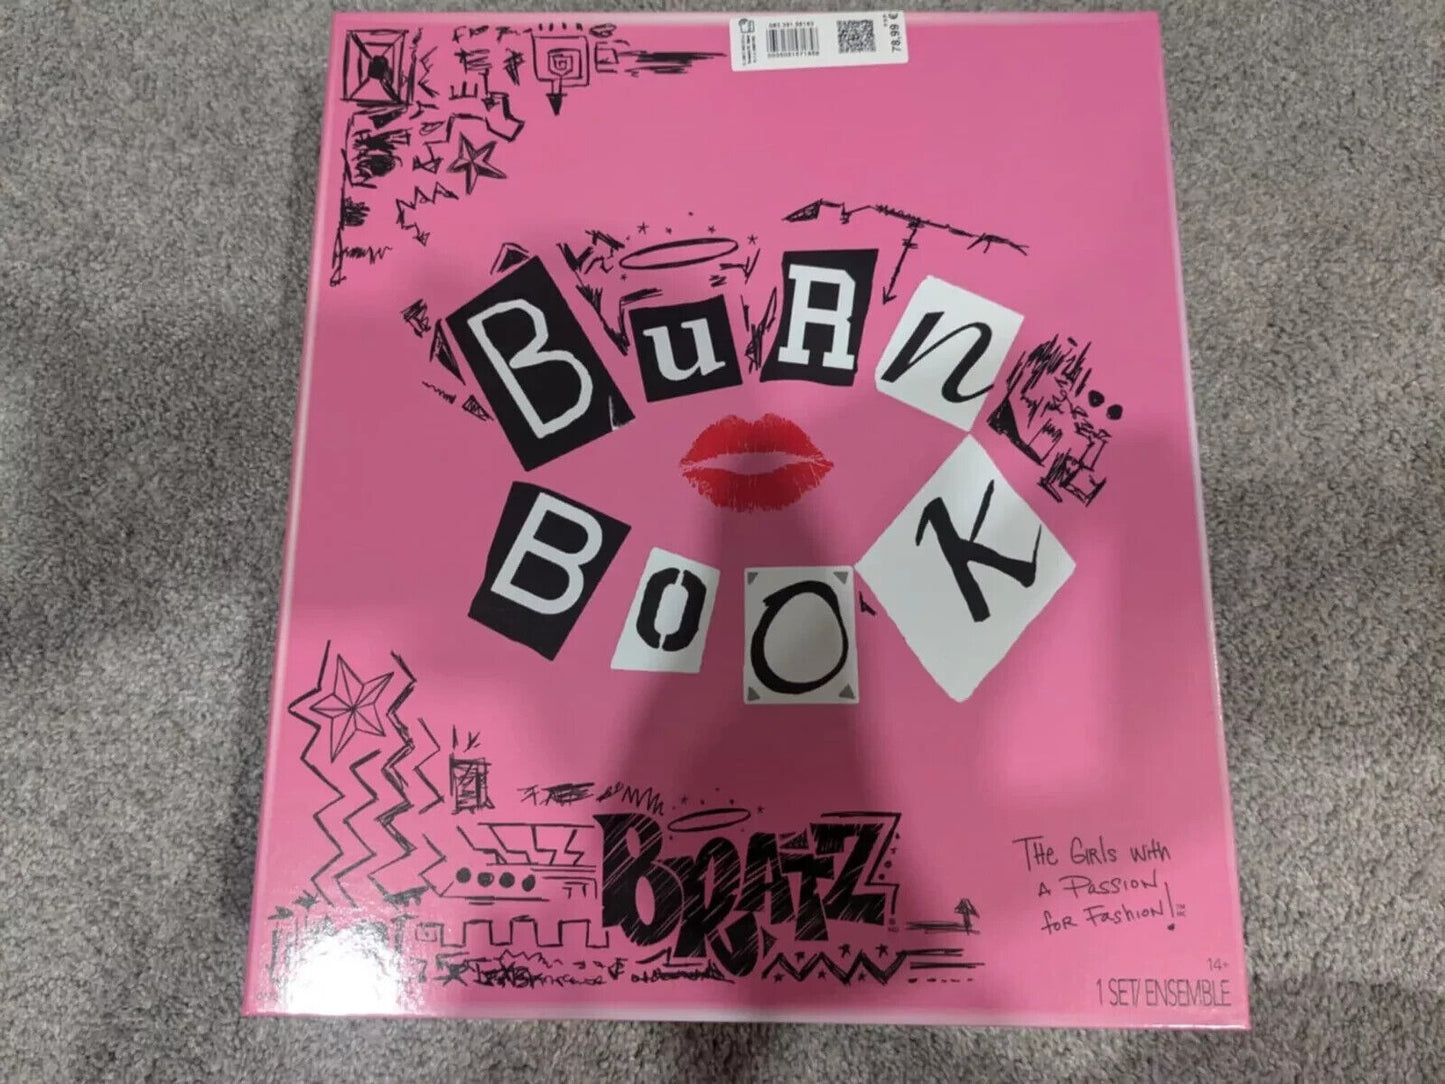 78,99 €
BuRn
BOOK
BRATZ
THE GIRLS with
A PASSION
for FASHION!
14+
1 SET/ ENSEMBLE